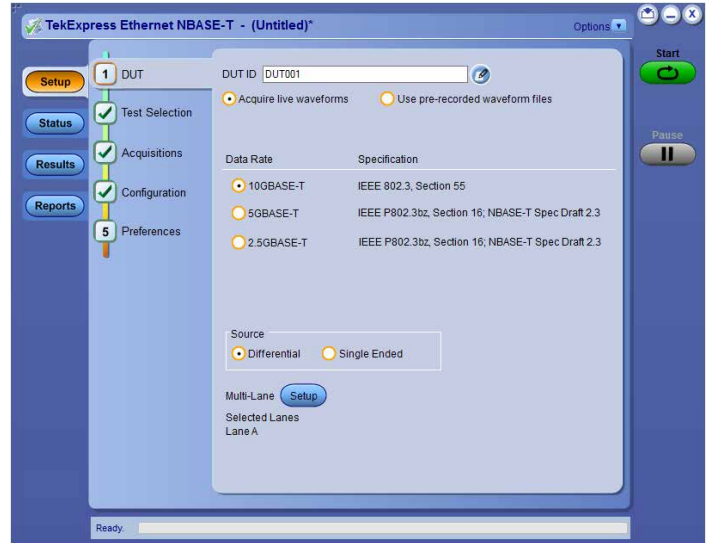 TekExpress Ethernet NBASE-T - (Untitled)*
Options
Start
Pause
Setup
Status
Results
Reports
1 DUT
Test Selection
Acquisitions
Configuration
5 Preferences
DUT ID DUT001
Acquire live waveforms Use pre-recorded waveform files
Data Rate Specification
10GBASE-T IEEE 802.3, Section 55
5GBASE-T IEEE P802.3bz, Section 16; NBASE-T Spec Draft 2.3
2.5GBASE-T IEEE P802.3bz, Section 16; NBASE-T Spec Draft 2.3
Source
Differential Single Ended
Multi-Lane Setup
Selected Lanes
Lane A
Ready.